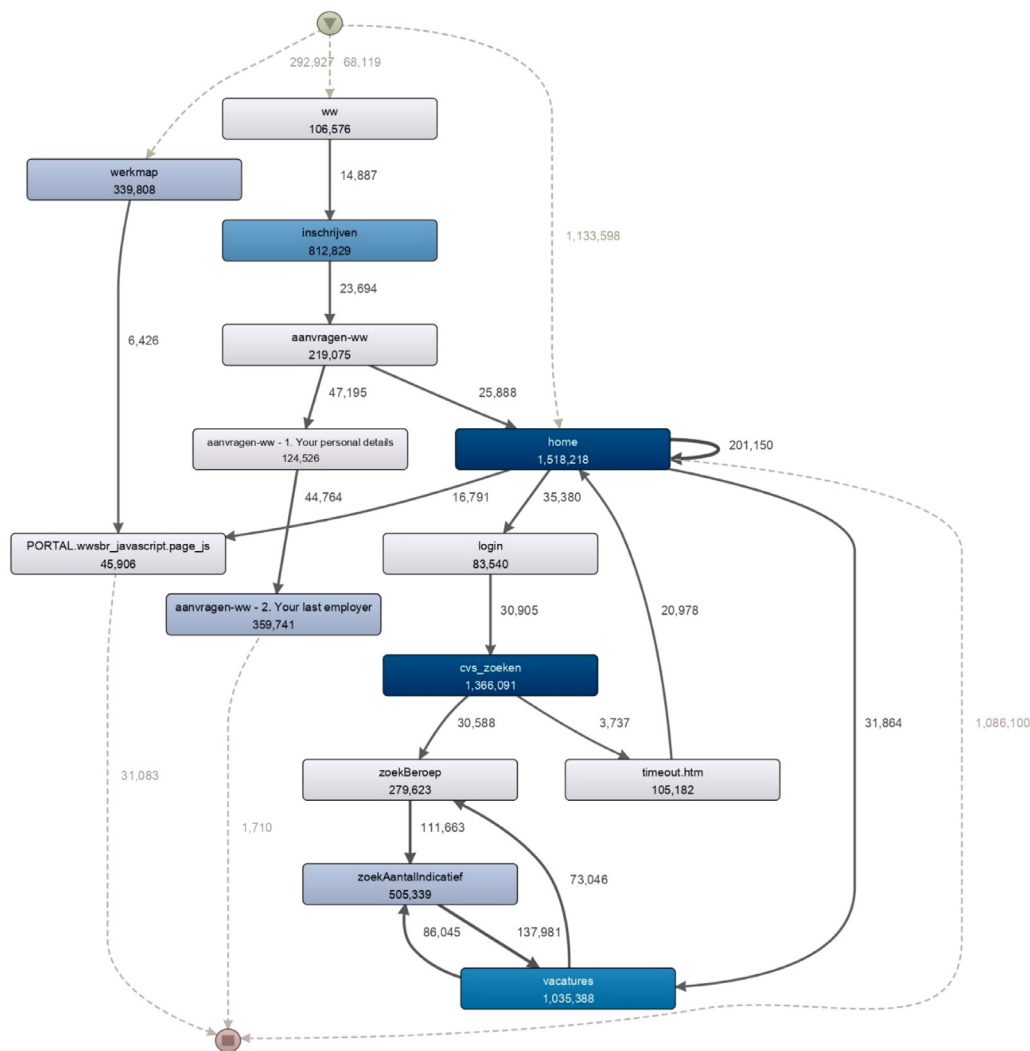 292,927
68,119
ww
106,576
werkmap
339,808
14,887
inschrijven
812,829
1,133,598
23,694
6,426
aanvragen-ww
219,075
47,195
25,888
aanvragen-ww - 1. Your personal details
124,526
home
1,518,218
201,150
44,764
16,791
35,380
PORTAL.wwsbr_javascript.page_js
45,906
login
83,540
aanvragen-ww - 2. Your last employer
359,741
30,905
20,978
cvs_zoeken
1,366,091
30,588
3,737
31,864
1,086,100
zoekBeroep
279,623
timeout.htm
105,182
31,083
1,710
111,663
zoekAantalIndicatief
505,339
73,046
86,045
137,981
vacatures
1,035,388